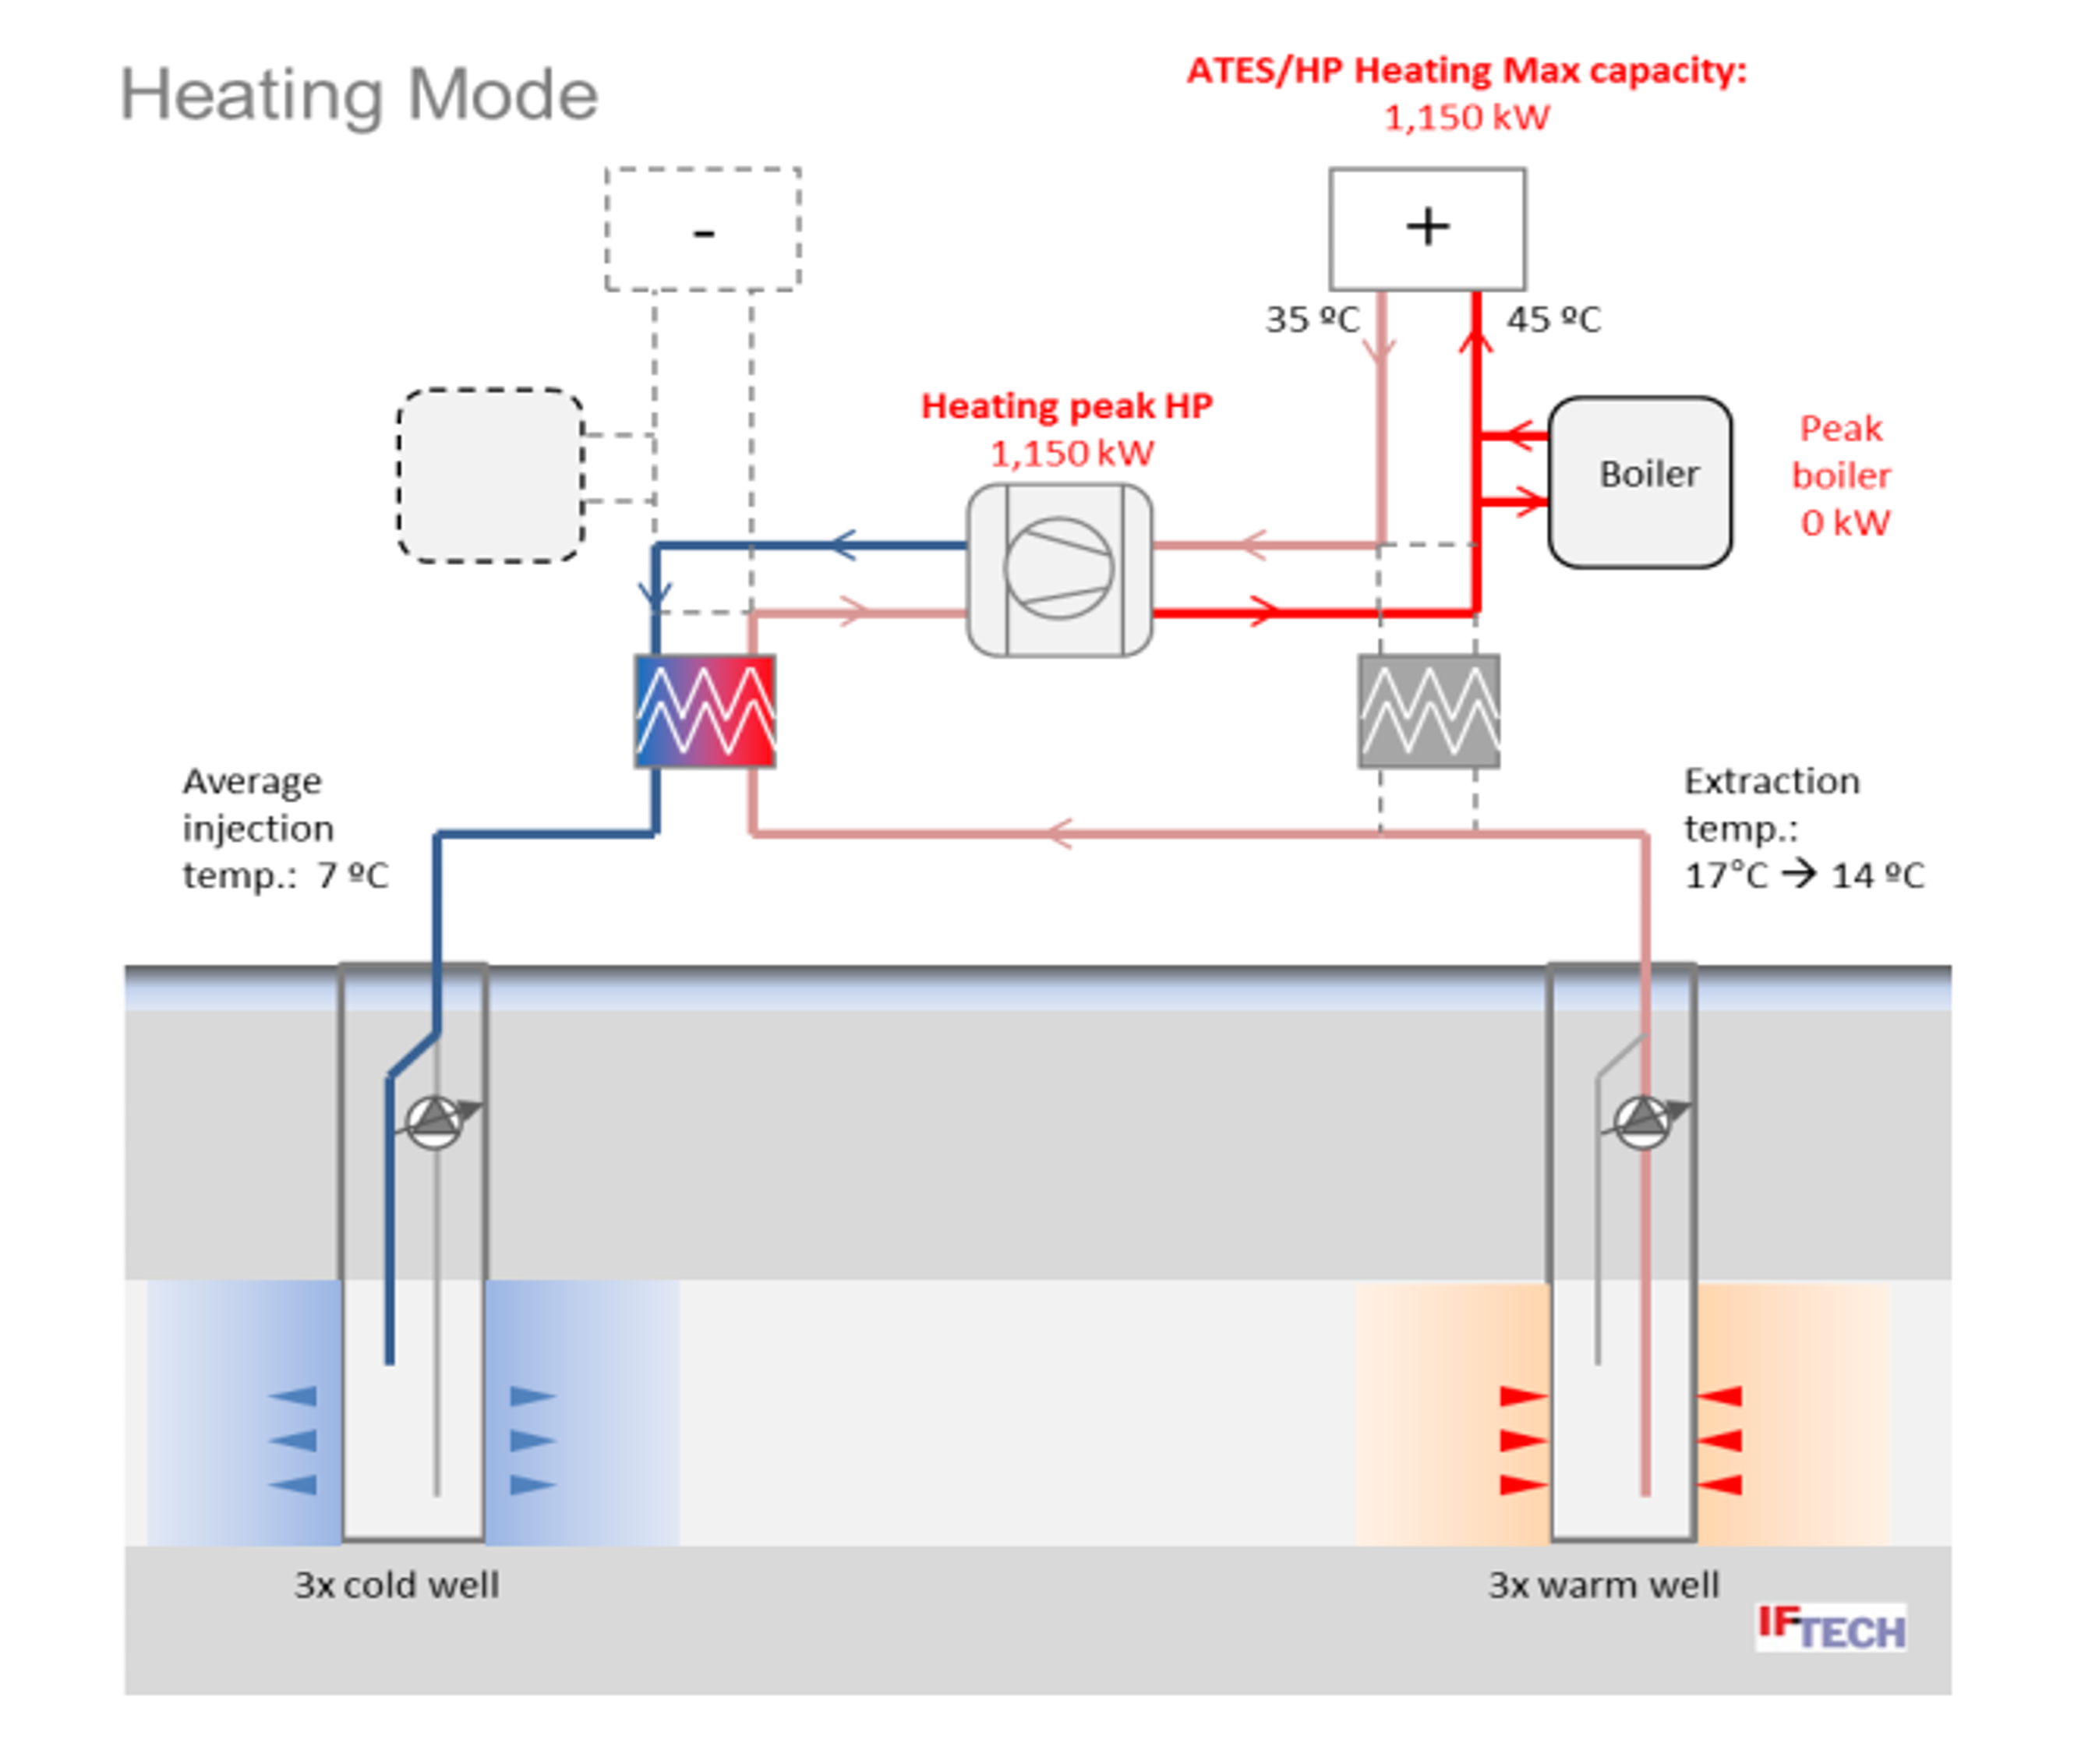 Heating Mode
ATES/HP Heating Max capacity:
1,150 kW
-
+
35 ºC
45 ºC
Heating peak HP
1,150 kW
Boiler
Peak
boiler
0 kW
Average
injection
temp.: 7 ºC
Extraction
temp.:
17°C → 14 ºC
3x cold well
3x warm well
IF TECH